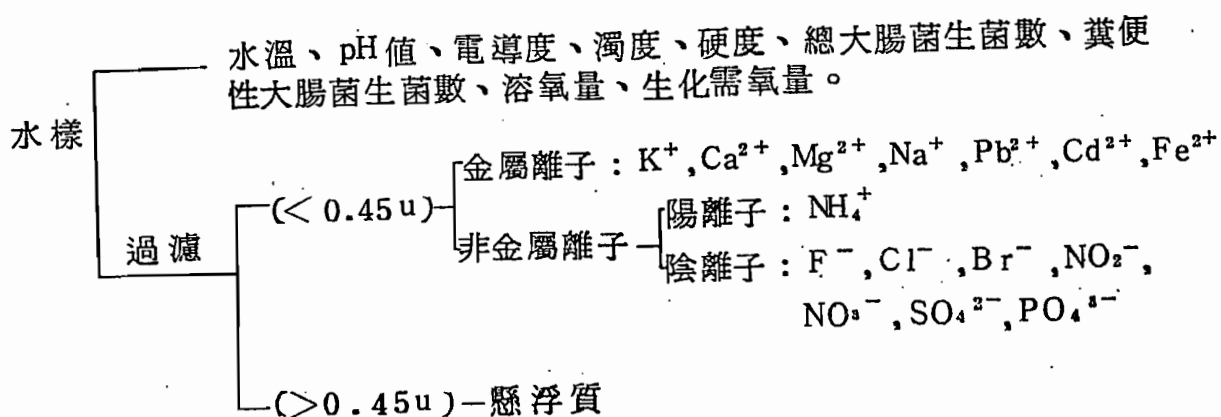 水溫、pH值、電導度、濁度、硬度、總大腸菌生菌數、糞便
性大腸菌生菌數、溶氧量、生化需氧量。
水樣
金屬離子：K⁺,Ca²⁺,Mg²⁺,Na⁺,Pb²⁺,Cd²⁺,Fe²⁺
(<0.45u)
陽離子：NH₄⁺
過濾
非金屬離子
陰離子：F⁻,Cl⁻,Br⁻,NO₂⁻,
NO₃⁻,SO₄²⁻,PO₄³⁻
(>0.45u)—懸浮質